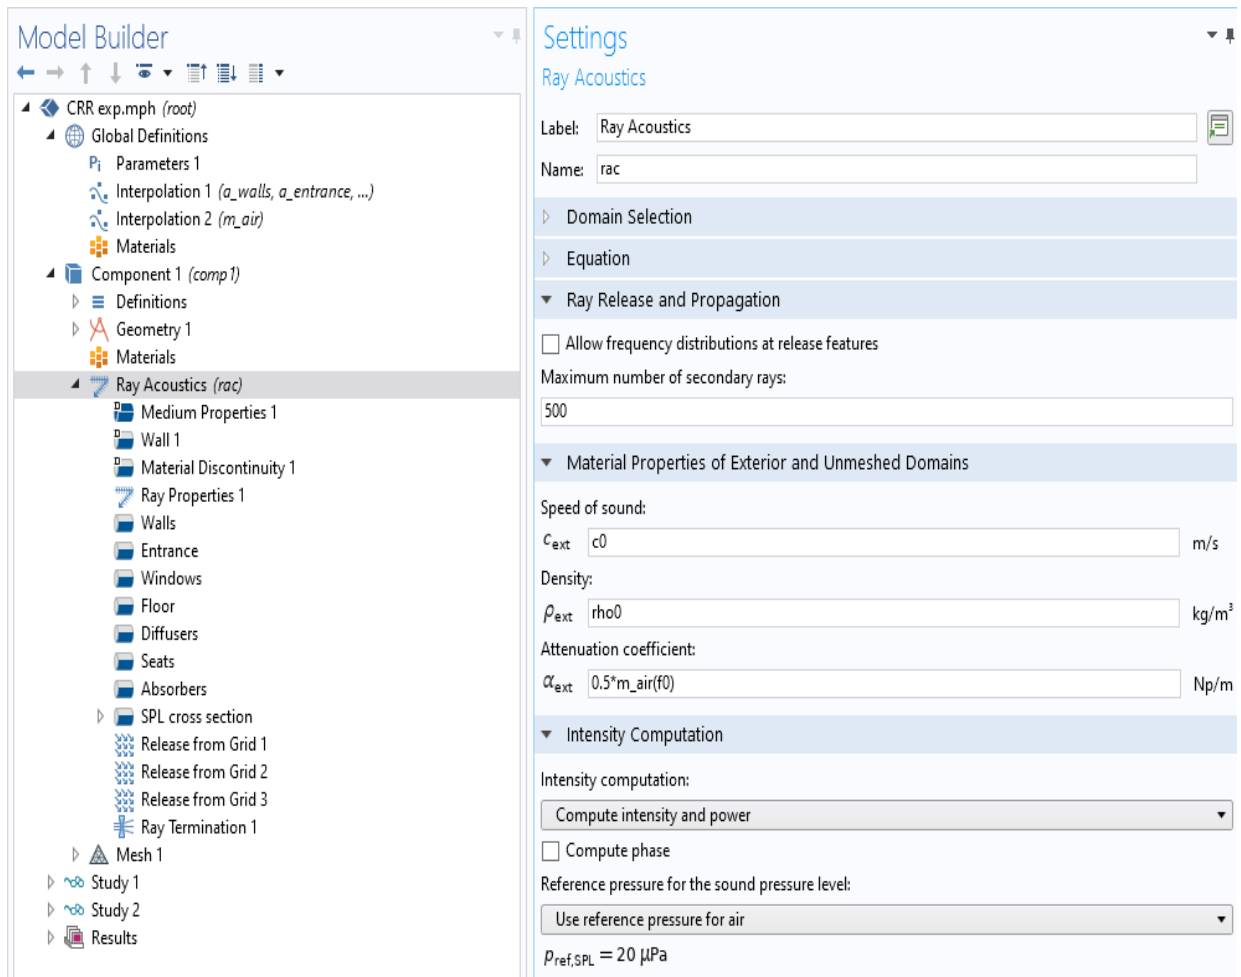 Model Builder
CRR exp.mph (root)
Global Definitions
Pi Parameters 1
Interpolation 1 (a_walls, a_entrance, ...)
Interpolation 2 (m_air)
Materials
Component 1 (comp1)
Definitions
Geometry 1
Materials
Ray Acoustics (rac)
Medium Properties 1
Wall 1
Material Discontinuity 1
Ray Properties 1
Walls
Entrance
Windows
Floor
Diffusers
Seats
Absorbers
SPL cross section
Release from Grid 1
Release from Grid 2
Release from Grid 3
Ray Termination 1
Mesh 1
Study 1
Study 2
Results
Settings
Ray Acoustics
Label: Ray Acoustics
Name: rac
Domain Selection
Equation
Ray Release and Propagation
Allow frequency distributions at release features
Maximum number of secondary rays:
500
Material Properties of Exterior and Unmeshed Domains
Speed of sound:
c_ext c0 m/s
Density:
ρ_ext rho0 kg/m³
Attenuation coefficient:
α_ext 0.5*m_air(f0) Np/m
Intensity Computation
Intensity computation:
Compute intensity and power
Compute phase
Reference pressure for the sound pressure level:
Use reference pressure for air
p_ref,SPL = 20 μPa